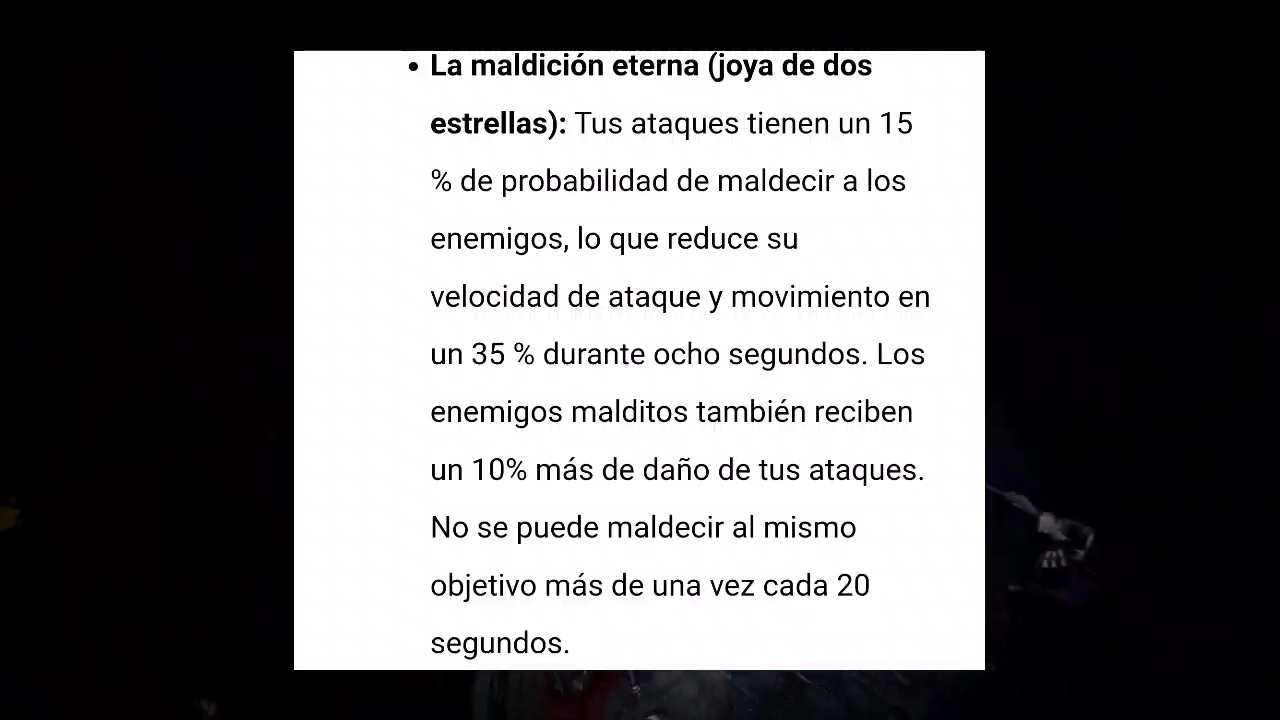 • La maldición eterna (joya de dos
estrellas): Tus ataques tienen un 15
% de probabilidad de maldecir a los
enemigos, lo que reduce su
velocidad de ataque y movimiento en
un 35 % durante ocho segundos. Los
enemigos malditos también reciben
un 10% más de daño de tus ataques.
No se puede maldecir al mismo
objetivo más de una vez cada 20
segundos.